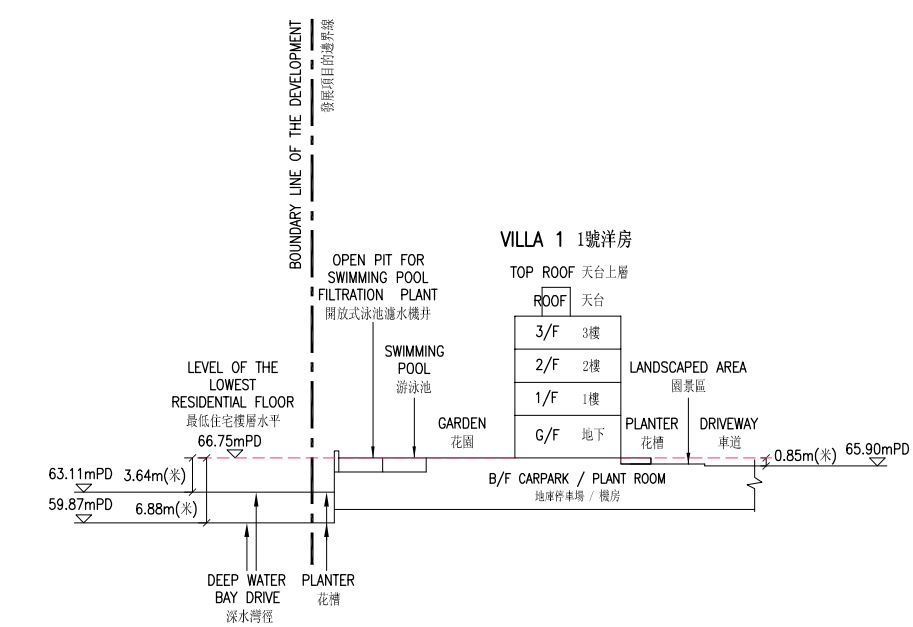 BOUNDARY LINE OF THE DEVELOPMENT
發展項目的邊界線
VILLA 1 1號洋房
TOP ROOF 天台上層
ROOF 天台
3/F 3樓
2/F 2樓
1/F 1樓
G/F 地下
OPEN PIT FOR
SWIMMING POOL
FILTRATION PLANT
開放式泳池濾水機井
SWIMMING
POOL
游泳池
LEVEL OF THE
LOWEST
RESIDENTIAL FLOOR
最低住宅樓層水平
66.75mPD
GARDEN
花園
LANDSCAPED AREA
園景區
PLANTER
花槽
DRIVEWAY
車道
0.85m(米)
65.90mPD
63.11mPD
3.64m(米)
59.87mPD
6.88m(米)
B/F CARPARK / PLANT ROOM
地庫停車場 / 機房
DEEP WATER
BAY DRIVE
深水灣徑
PLANTER
花槽